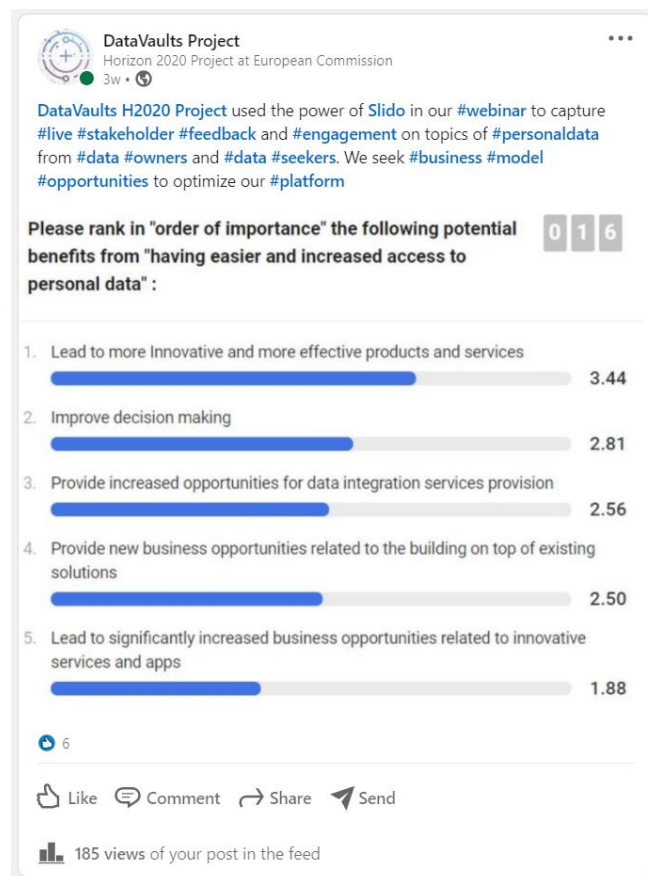 DataVaults Project
Horizon 2020 Project at European Commission
3w •
DataVaults H2020 Project used the power of Slido in our #webinar to capture
#live #stakeholder #feedback and #engagement on topics of #personaldata
from #data #owners and #data #seekers. We seek #business #model
#opportunities to optimize our #platform
Please rank in "order of importance" the following potential
benefits from "having easier and increased access to
personal data" :
0 1 6
1. Lead to more Innovative and more effective products and services
3.44
2. Improve decision making
2.81
3. Provide increased opportunities for data integration services provision
2.56
4. Provide new business opportunities related to the building on top of existing
solutions
2.50
5. Lead to significantly increased business opportunities related to innovative
services and apps
1.88
6
Like Comment Share Send
185 views of your post in the feed